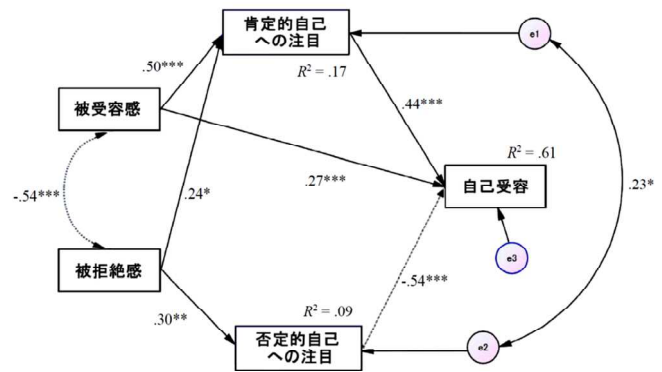 肯定的自己
への注目
e1
.50***
R² = .17
.44***
被受容感
R² = .61
.27***
自己受容
.23*
-.54***
.24*
被拒絶感
e3
-.54***
.30**
R² = .09
否定的自己
への注目
e2